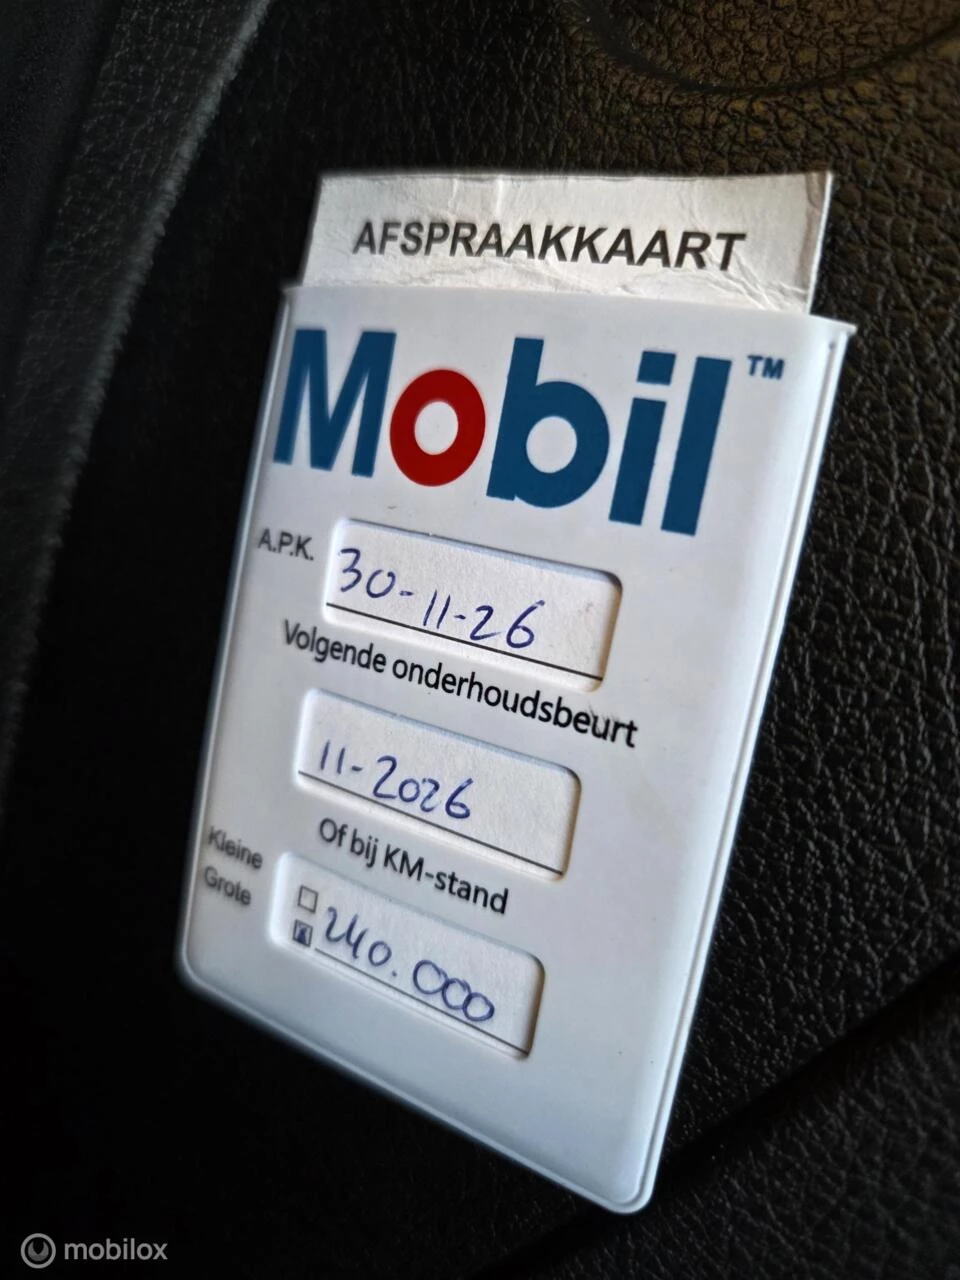 AFSPRAAKKAART
Mobil™
A.P.K. 30-11-26
Volgende onderhoudsbeurt
11-2026
Of bij KM-stand
Kleine
Grote 240.000
mobilox